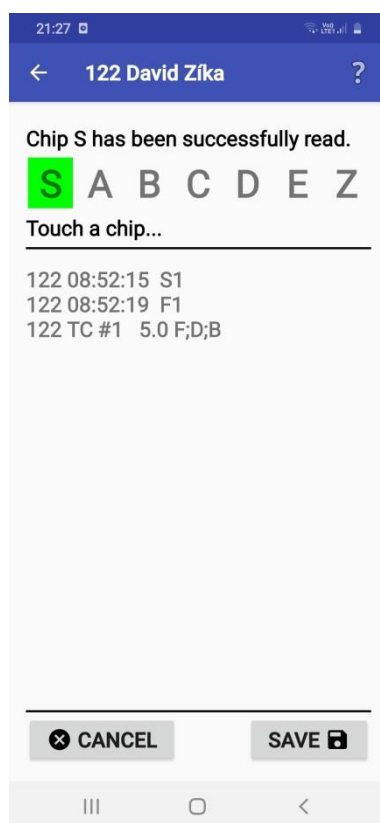 21:27
122 David Zíka ?
Chip S has been successfully read.
S A B C D E Z
Touch a chip...
122 08:52:15 S1
122 08:52:19 F1
122 TC #1 5.0 F;D;B
CANCEL SAVE